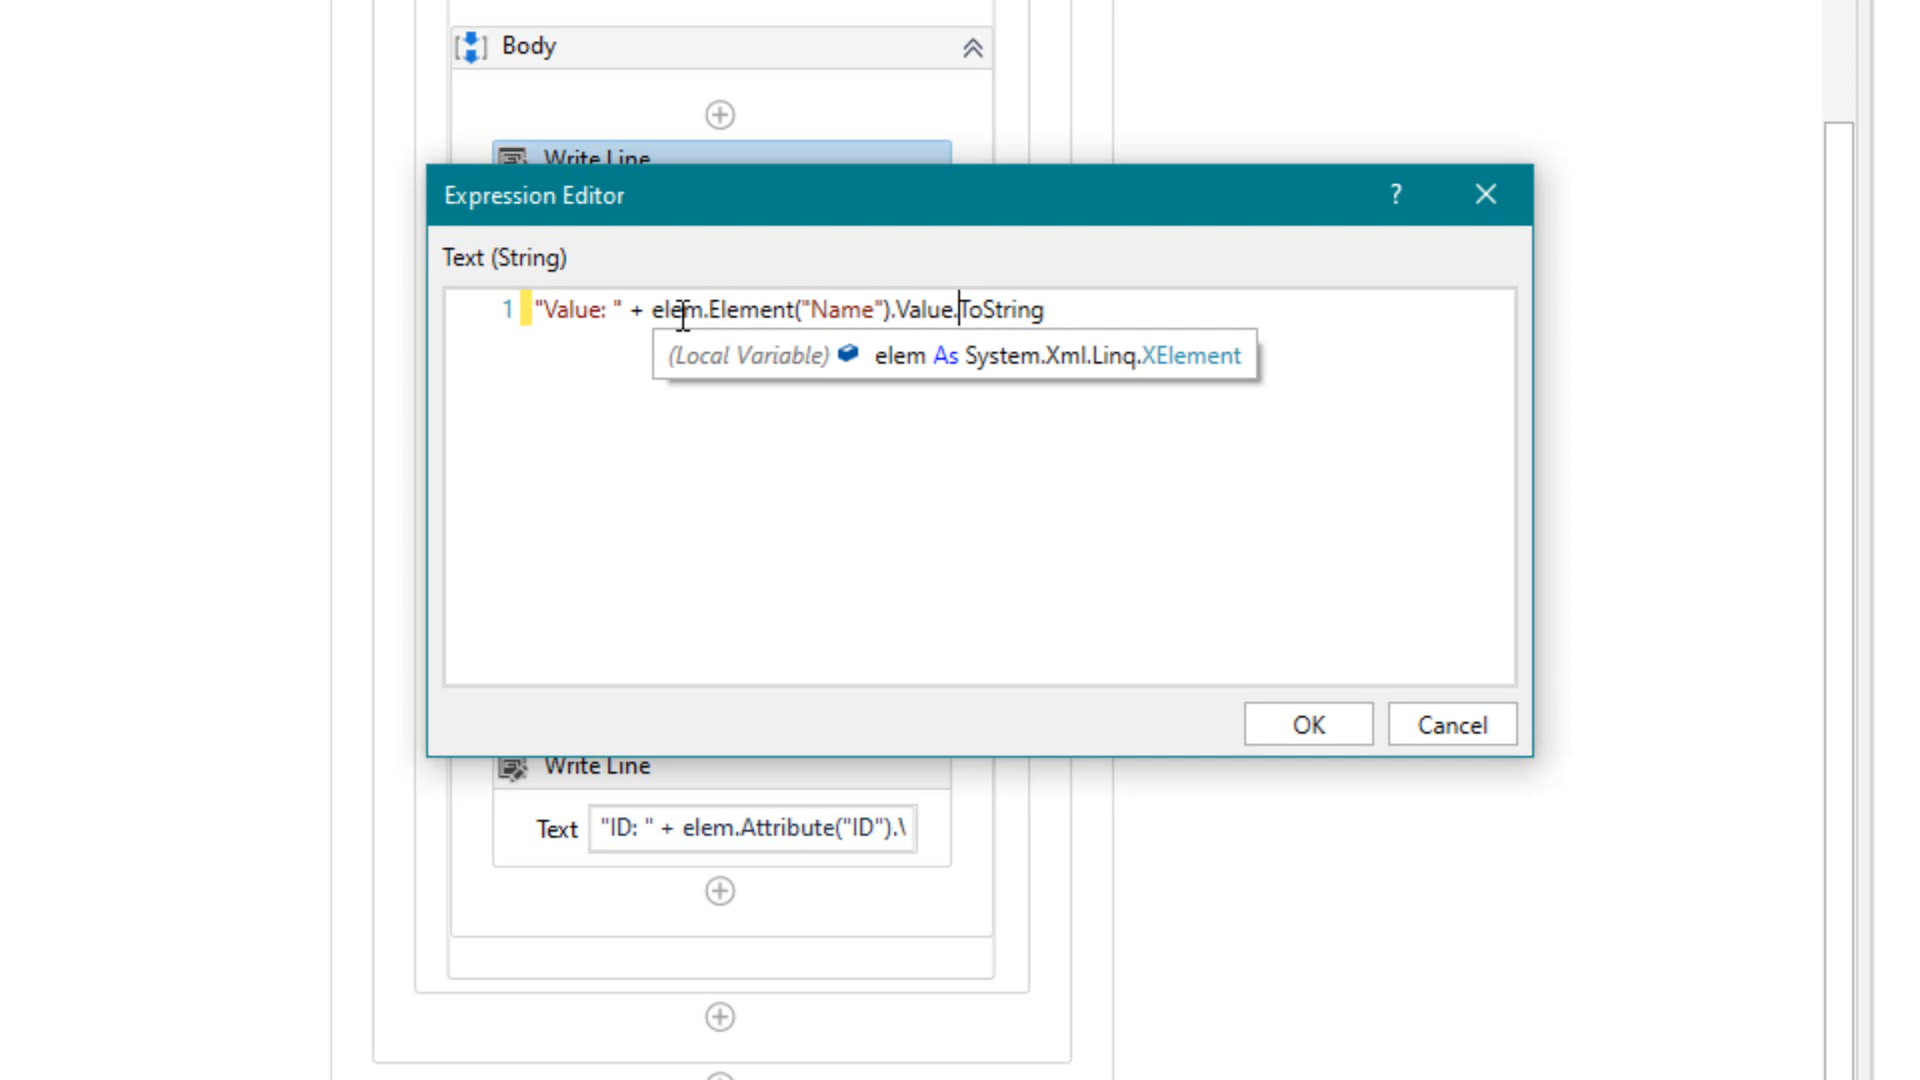 Body
Write Line
Expression Editor
?
Text (String)
1 "Value: " + elem.Element("Name").Value.ToString
(Local Variable) elem As System.Xml.Linq.XElement
OK
Cancel
Write Line
Text "ID: " + elem.Attribute("ID").\